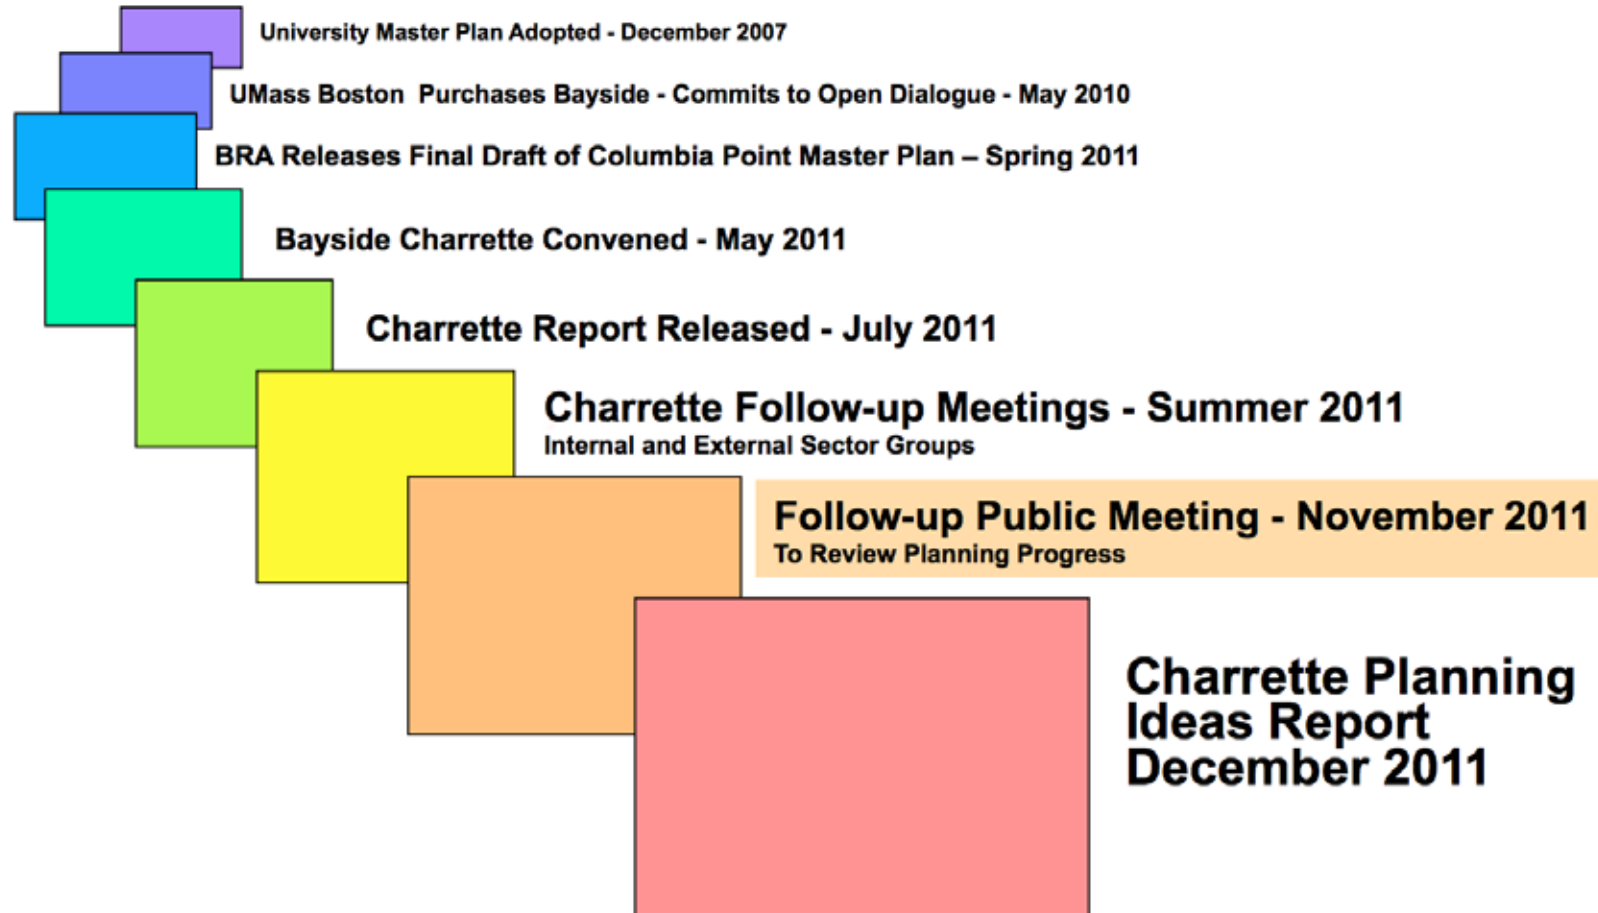 University Master Plan Adopted - December 2007
UMass Boston  Purchases Bayside - Commits to Open Dialogue - May 2010
BRA Releases Final Draft of Columbia Point Master Plan – Spring 2011
Bayside Charrette Convened - May 2011
Charrette Report Released - July 2011
Charrette Follow-up Meetings - Summer 2011
Internal and External Sector Groups
Follow-up Public Meeting - November 2011
To Review Planning Progress
Charrette Planning
Ideas Report
December 2011